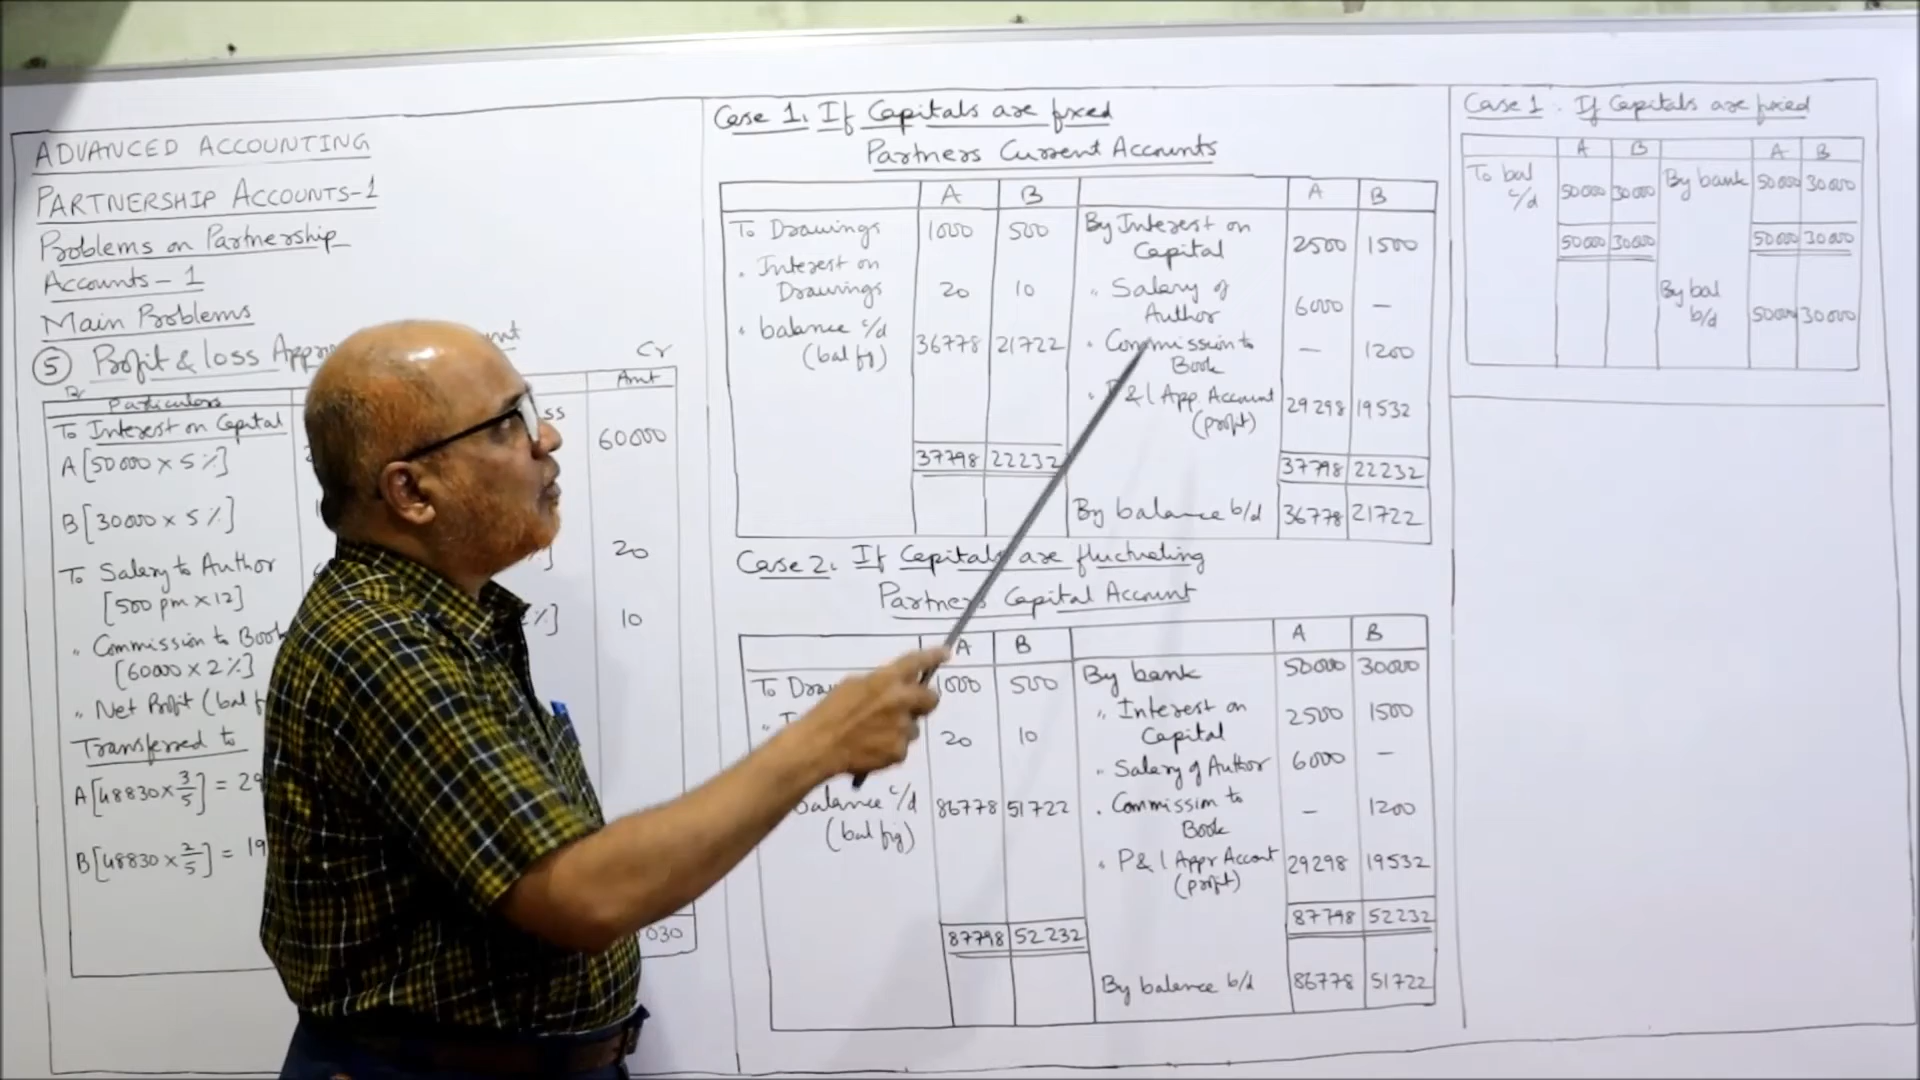 ADVANCED ACCOUNTING
PARTNERSHIP ACCOUNTS-1
Problems on Partnership
Accounts-1
Main Problems
⑤ Profit & loss Appro
Cr
Particulars Amt
To Interest on Capital 60000
A [50000 x 5%]
B [30000 x 5%]
20
To Salary to Author
[500 pm x 12]
%] 10
" Commission to Book
[60000 x 2%]
" Net Profit (bal f
Transferred to
A [48830 x 3/5] = 29
B [48830 x 2/5] = 19
030
Case 1. If Capitals are fixed
Partners Current Accounts
A B A B
To Drawings 1000 500 By Interest on
Capital 2500 1500
" Interest on
Drawings 20 10 " Salary of
Author 6000 —
" balance c/d
(bal fig) 36778 21722 " Commission to
Book — 1200
" P & l App. Account
(profit) 29298 19532
37798 22232 37798 22232
By balance b/d 36778 21722
Case 2. If Capitals are fluctuating
Partners Capital Account
A B A B
To Dra 1000 500 By bank 50000 30000
" I 20 10 " Interest on
Capital 2500 1500
" Salary of Author 6000 —
balance c/d
(bal fig) 86778 51722 " Commission to
Book — 1200
" P & l Appr Accont
(profit) 29298 19532
87798 52232 87798 52232
By balance b/d 86778 51722
Case 1. If Capitals are fixed
A B A B
To bal
c/d 50000 30000 By bank 50000 30000
50000 30000 50000 30000
By bal
b/d 50000 30000